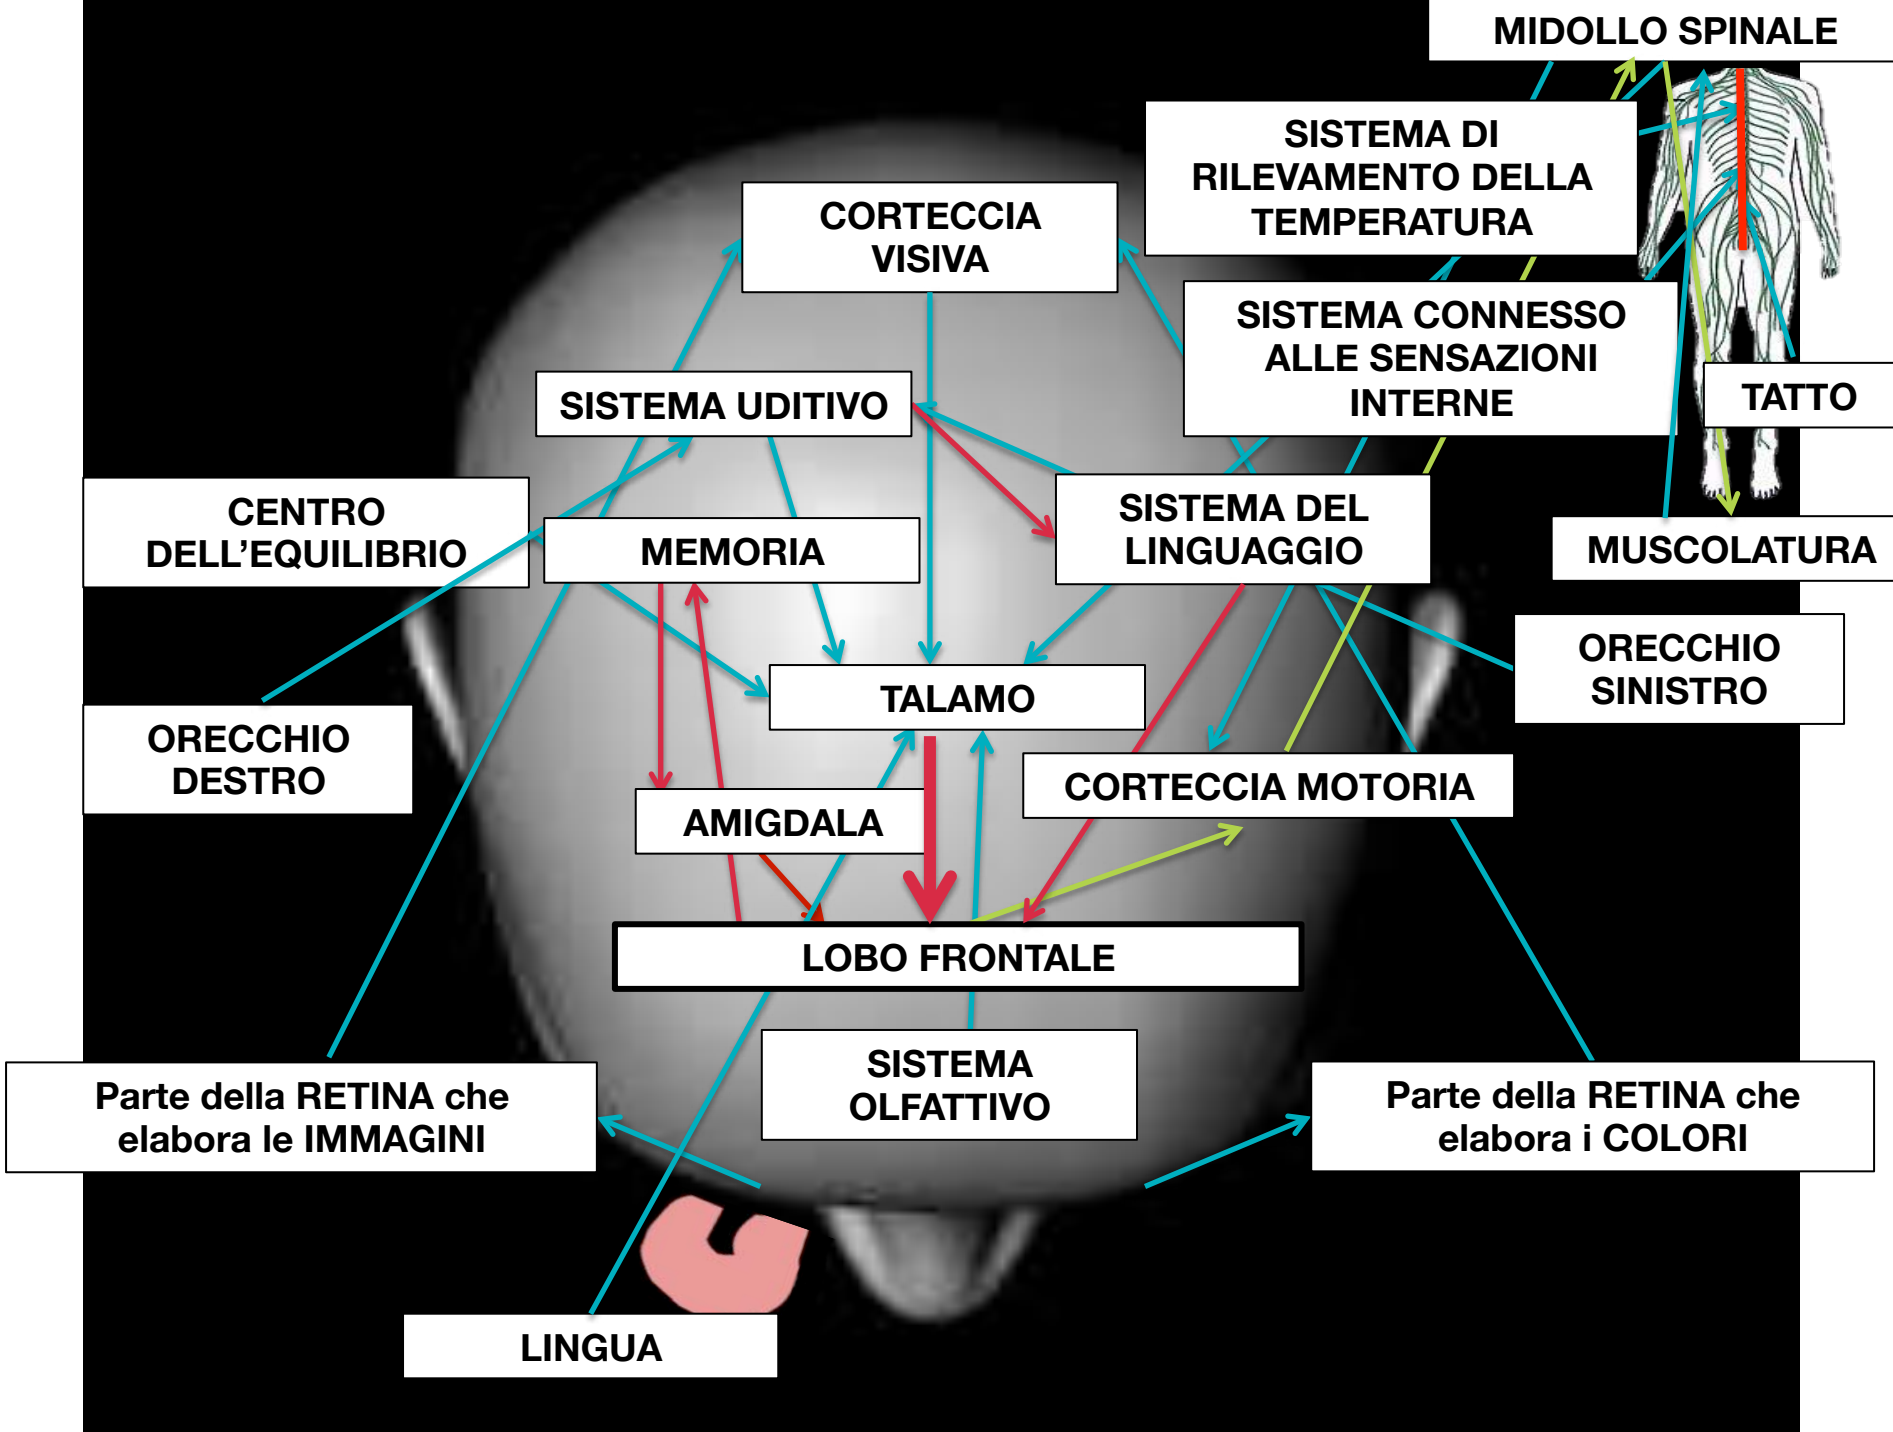 MIDOLLO SPINALE
SISTEMA DI
RILEVAMENTO DELLA
TEMPERATURA
CORTECCIA
VISIVA
SISTEMA CONNESSO
ALLE SENSAZIONI
INTERNE
TATTO
SISTEMA UDITIVO
CENTRO
DELL’EQUILIBRIO
MEMORIA
SISTEMA DEL
LINGUAGGIO
MUSCOLATURA
ORECCHIO
SINISTRO
TALAMO
ORECCHIO
DESTRO
CORTECCIA MOTORIA
AMIGDALA
LOBO FRONTALE
SISTEMA
OLFATTIVO
Parte della RETINA che
elabora le IMMAGINI
Parte della RETINA che
elabora i COLORI
LINGUA